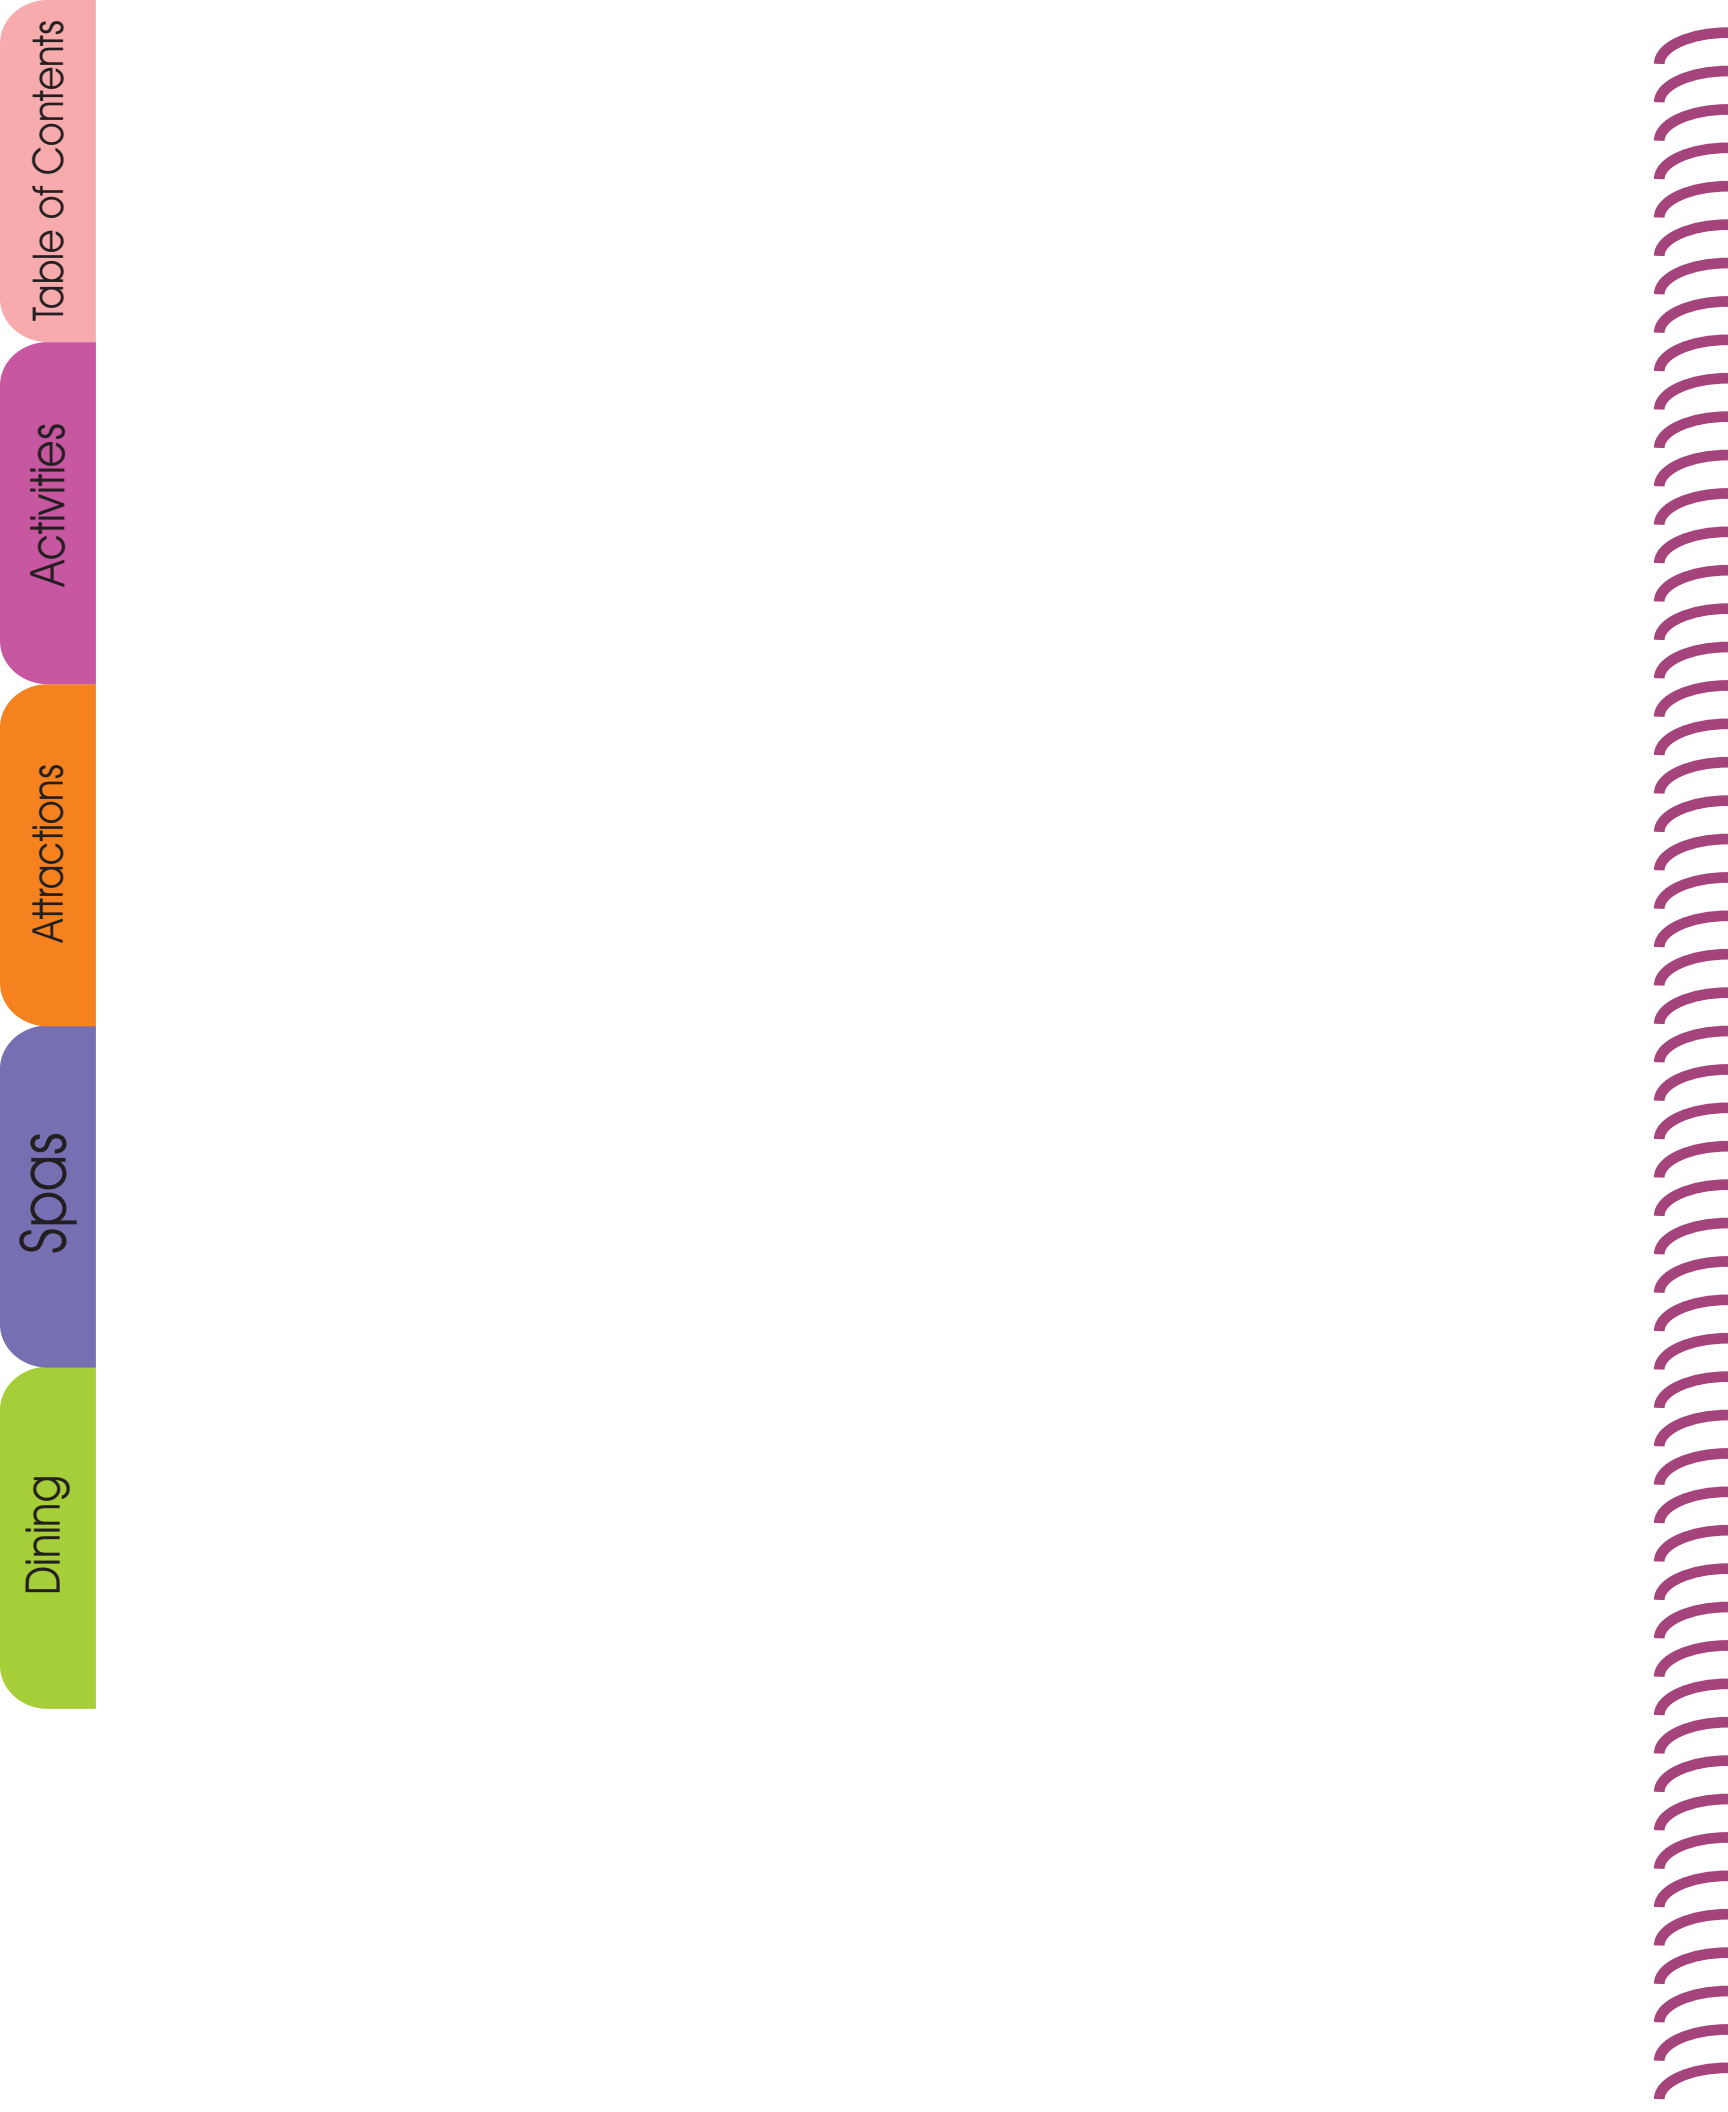 Table of Contents
Activities
Attractions
Spas
Dining